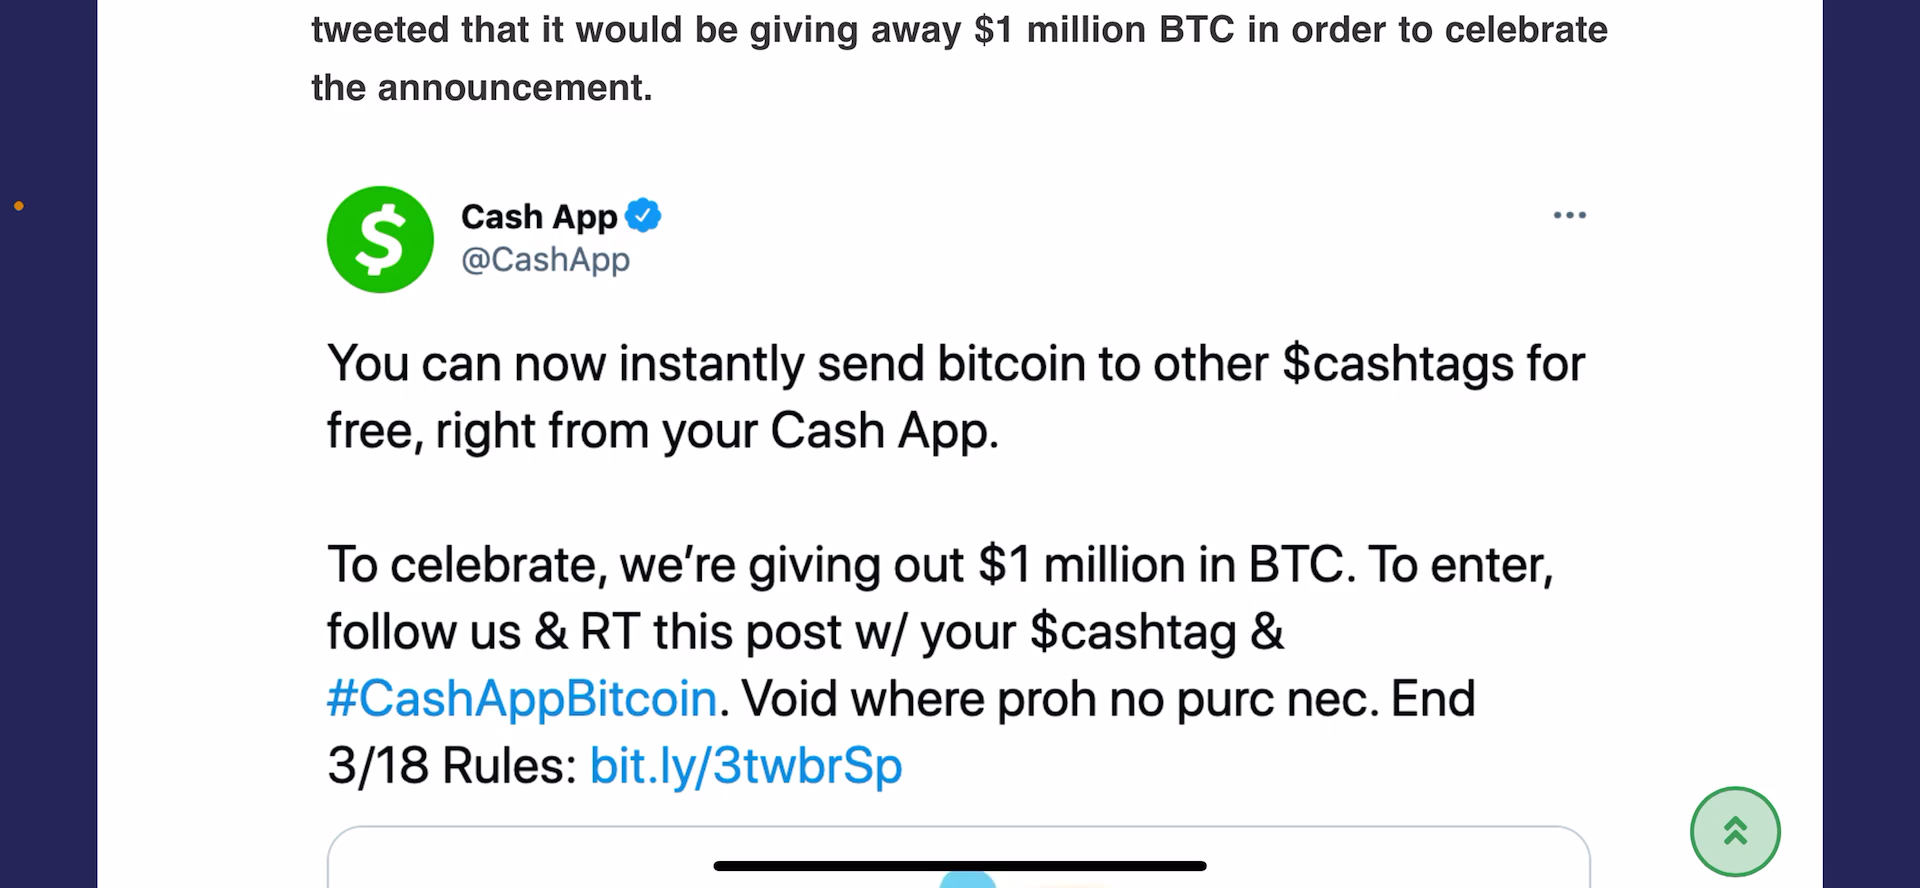 tweeted that it would be giving away $1 million BTC in order to celebrate
the announcement.
Cash App
@CashApp
You can now instantly send bitcoin to other $cashtags for
free, right from your Cash App.
To celebrate, we’re giving out $1 million in BTC. To enter,
follow us & RT this post w/ your $cashtag &
#CashAppBitcoin. Void where proh no purc nec. End
3/18 Rules: bit.ly/3twbrSp